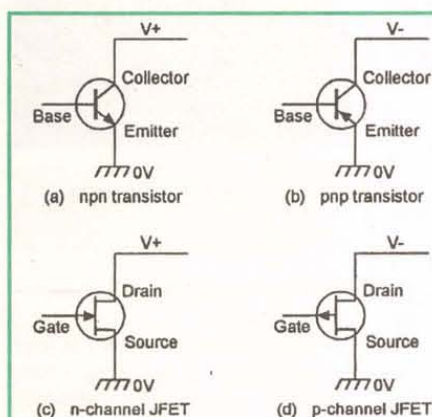 V+
Collector
Base
Emitter
0V
(a) npn transistor
V-
Collector
Base
Emitter
0V
(b) pnp transistor
V+
Drain
Gate
Source
0V
(c) n-channel JFET
V-
Drain
Gate
Source
0V
(d) p-channel JFET